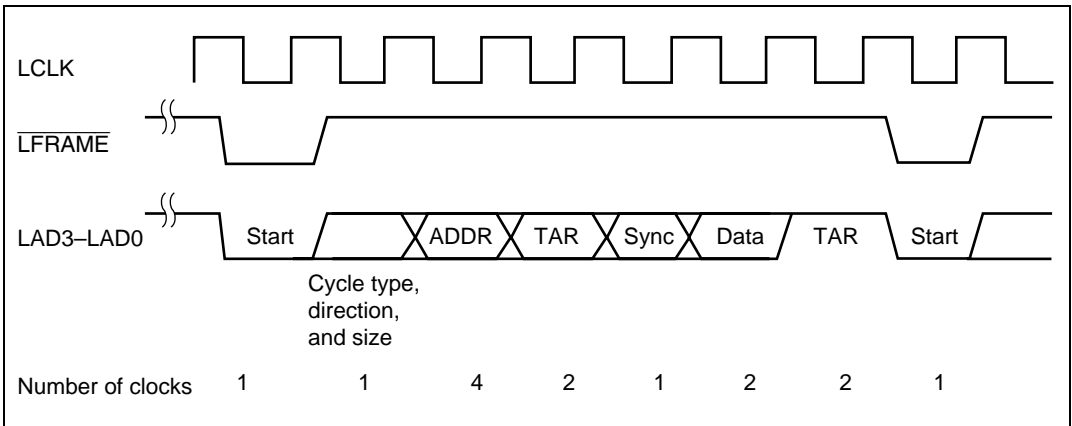 LCLK
LFRAME
LAD3–LAD0 Start ADDR TAR Sync Data TAR Start
Cycle type,
direction,
and size
Number of clocks 1 1 4 2 1 2 2 1